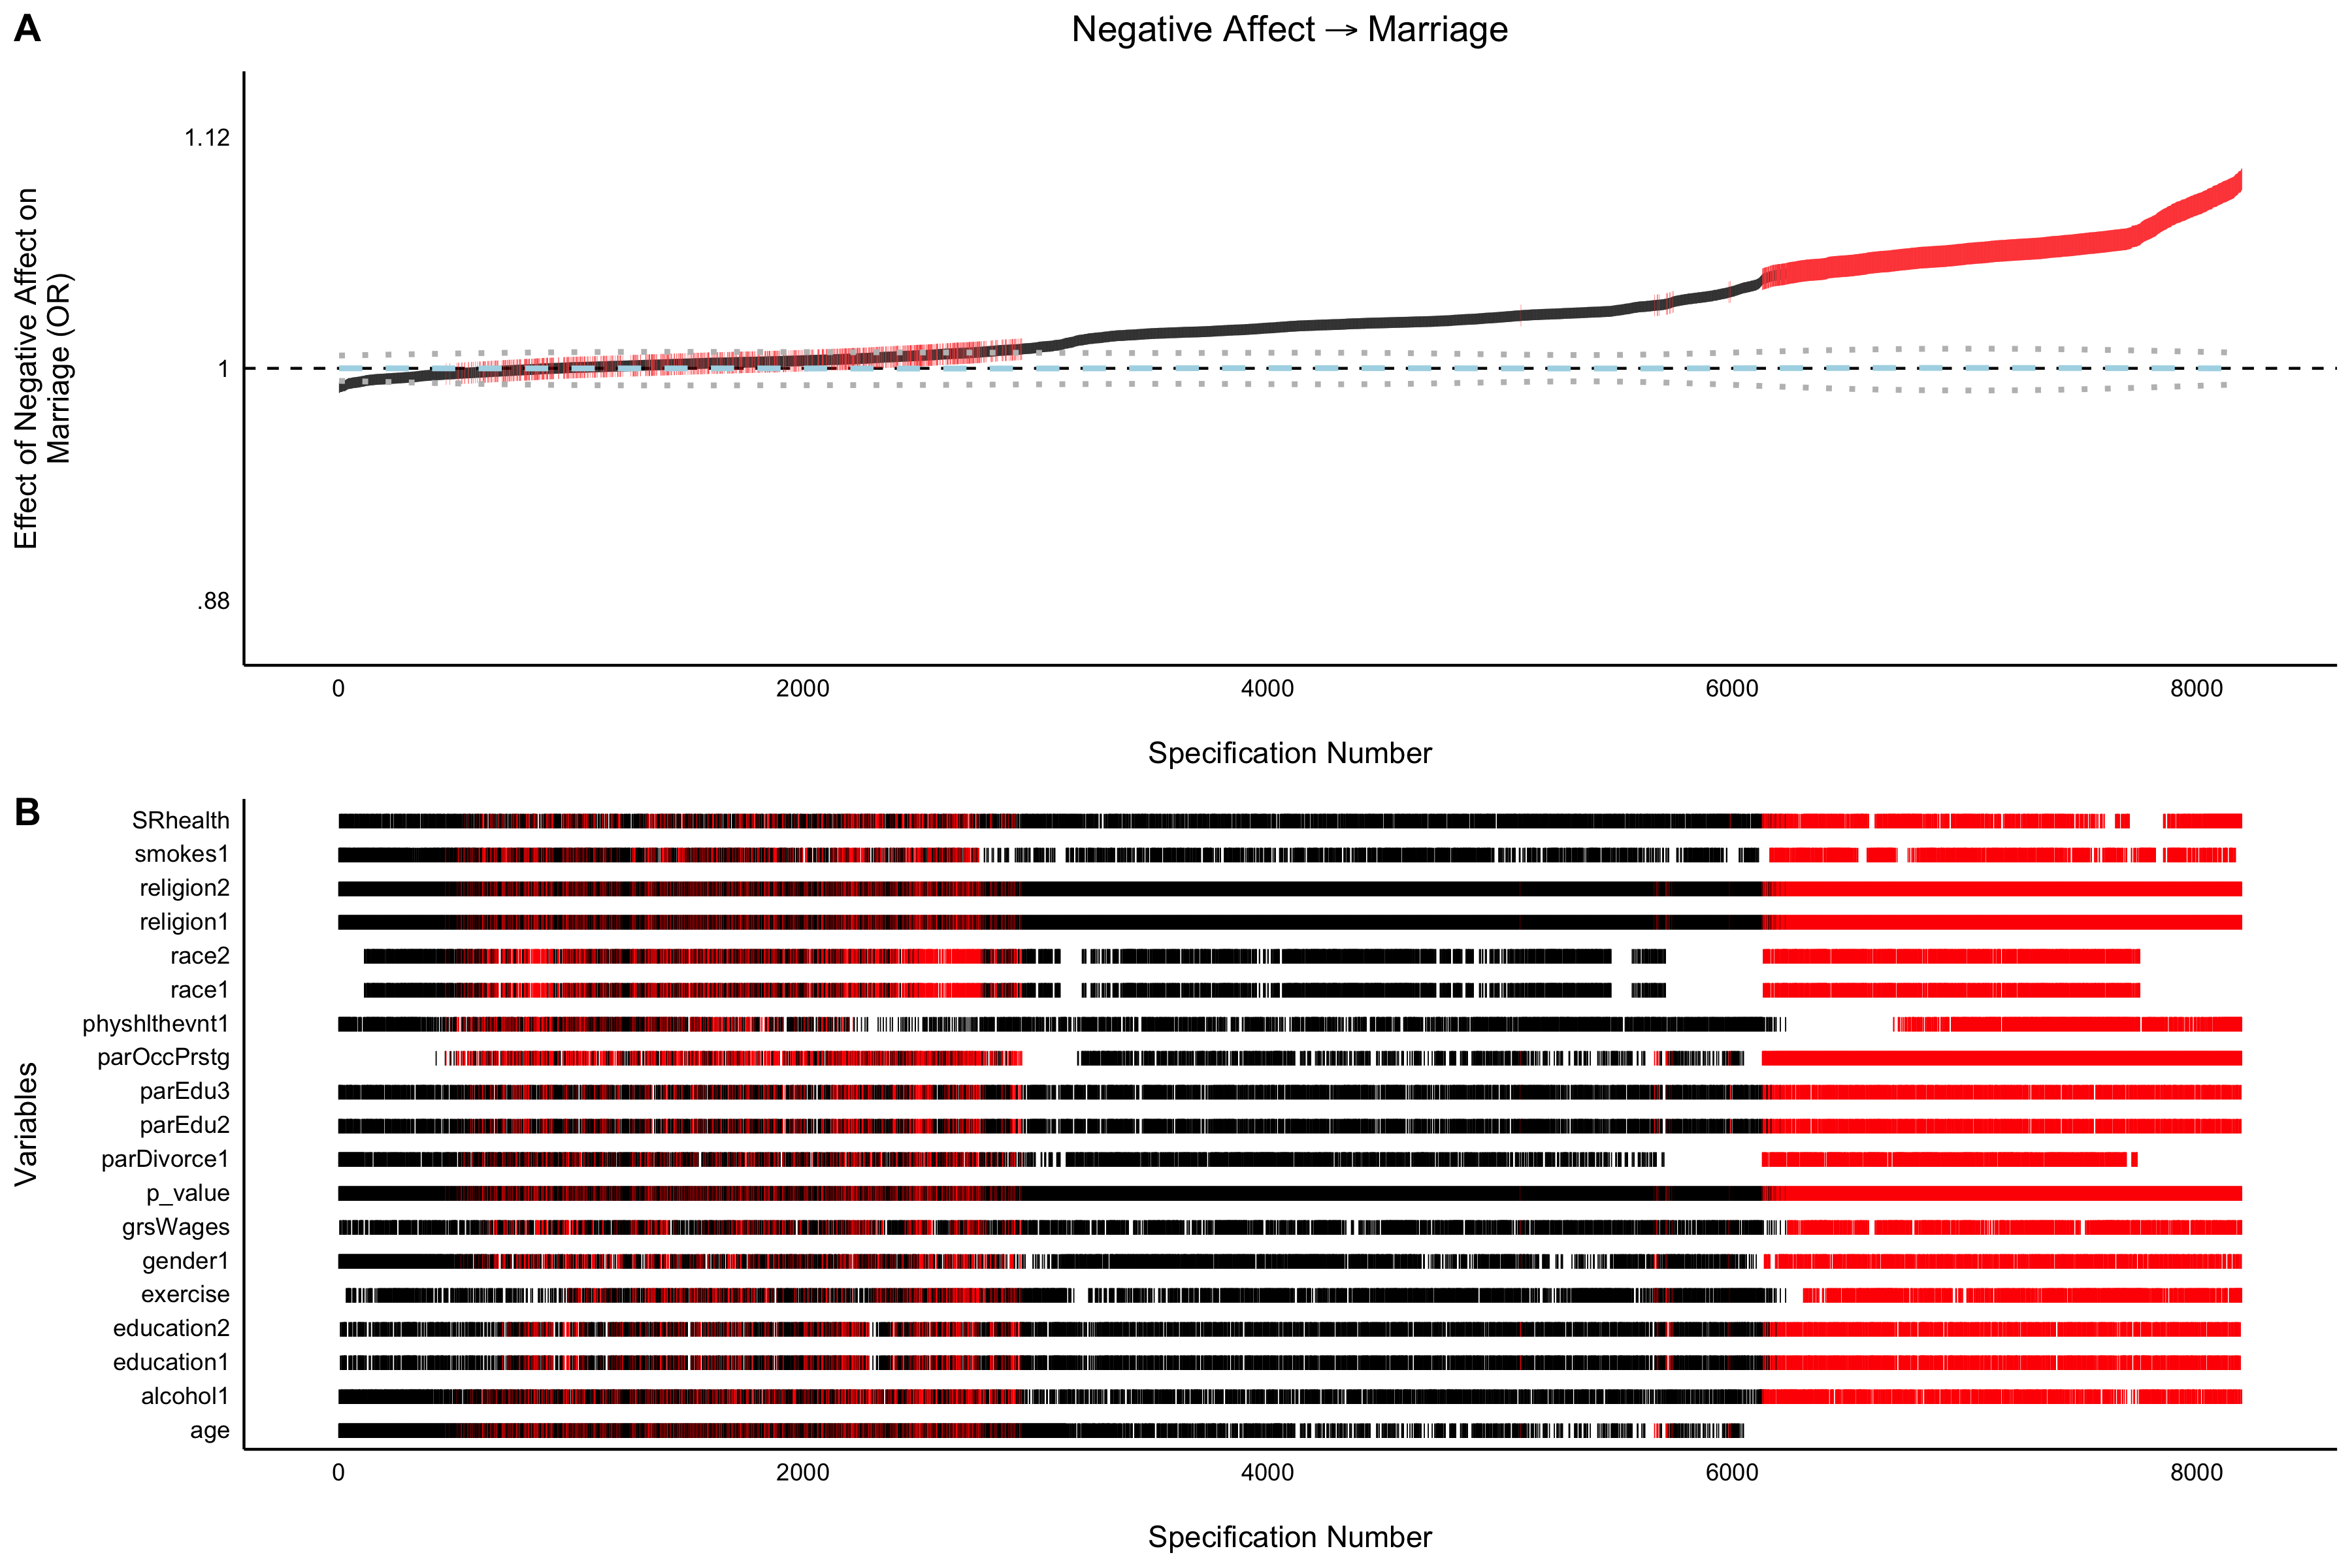 A
Negative Affect → Marriage
Effect of Negative Affect on
Marriage (OR)
1.12
1
.88
0 2000 4000 6000 8000
Specification Number
B
Variables
SRhealth
smokes1
religion2
religion1
race2
race1
physhlthevnt1
parOccPrstg
parEdu3
parEdu2
parDivorce1
p_value
grsWages
gender1
exercise
education2
education1
alcohol1
age
0 2000 4000 6000 8000
Specification Number